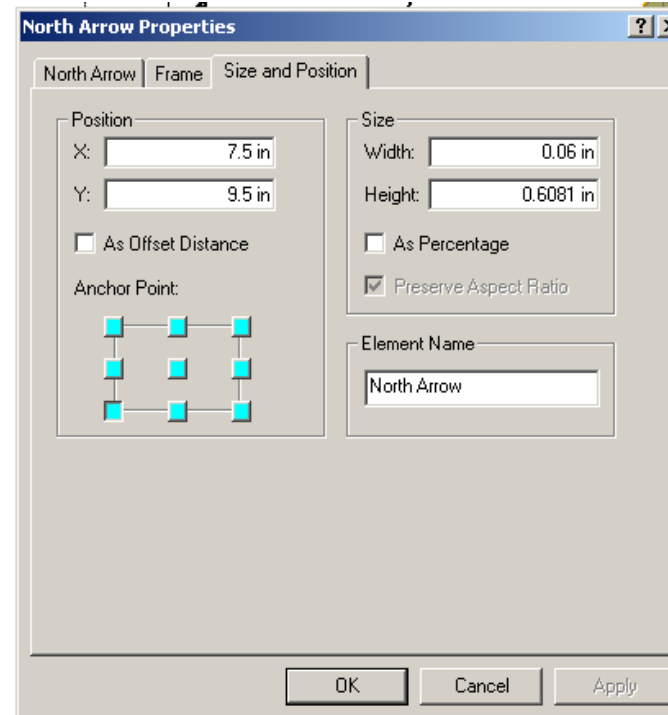 North Arrow Properties
North Arrow Frame Size and Position
Position
X: 7.5 in
Y: 9.5 in
As Offset Distance
Anchor Point:
Size
Width: 0.06 in
Height: 0.6081 in
As Percentage
Preserve Aspect Ratio
Element Name
North Arrow
OK Cancel Apply